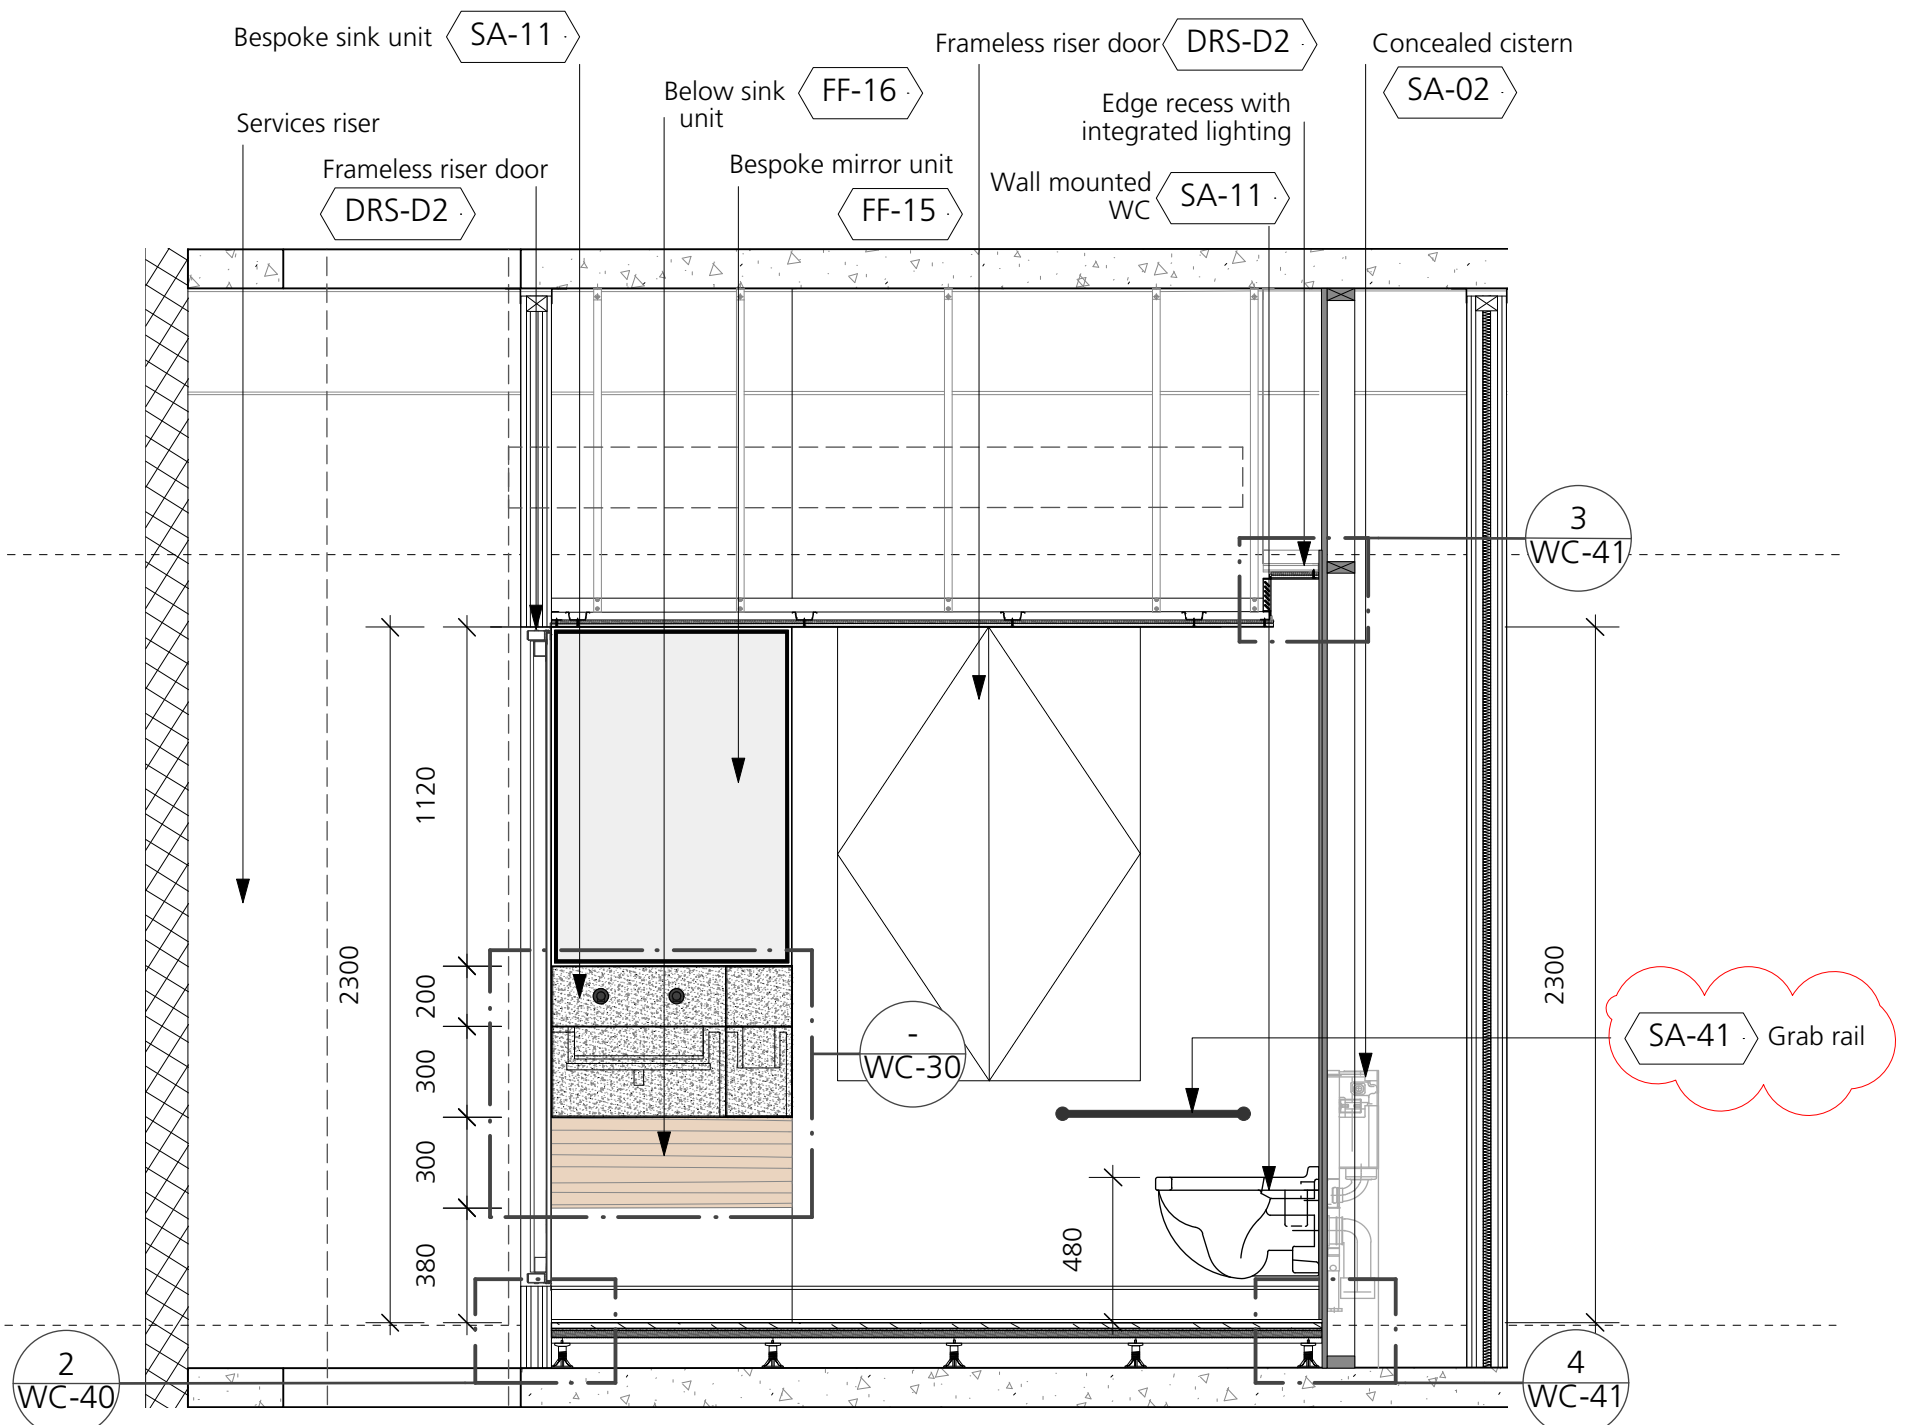 Bespoke sink unit SA-11
Frameless riser door DRS-D2
Concealed cistern
SA-02
Below sink FF-16
unit
Edge recess with
integrated lighting
Services riser
Frameless riser door
DRS-D2
Bespoke mirror unit
FF-15
Wall mounted SA-11
WC
3
WC-41
1120
2300
200
300
300
380
-
WC-30
480
2300
SA-41 Grab rail
2
WC-40
4
WC-41